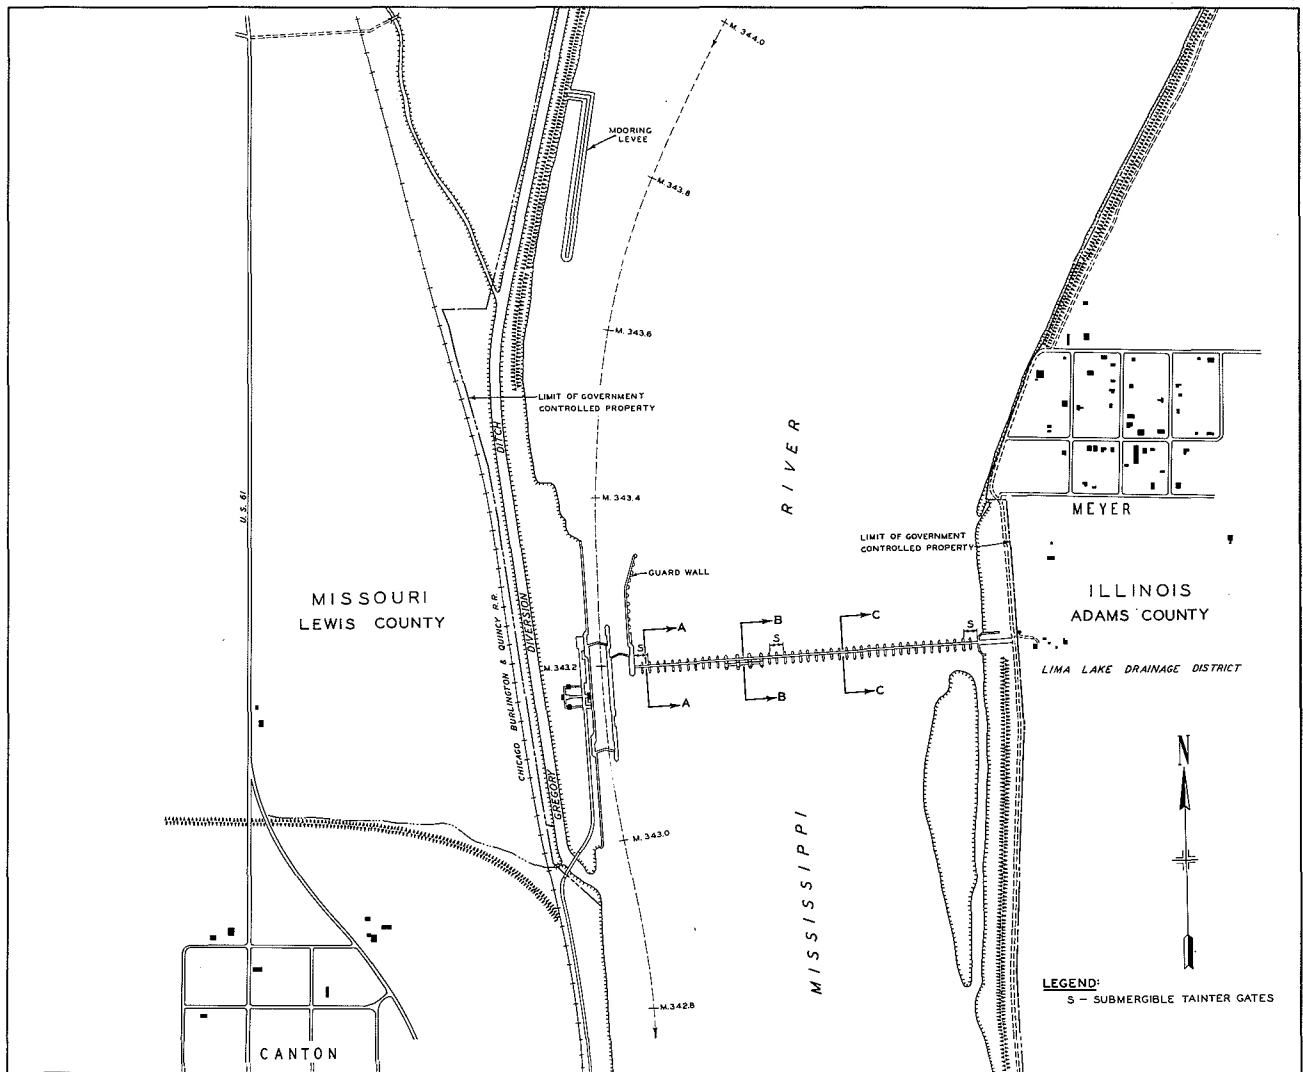 M. 344.0
MOORING
LEVEE
M. 343.8
M. 343.6
LIMIT OF GOVERNMENT
CONTROLLED PROPERTY
DITCH
RIVER
U.S. 61
M. 343.4
MEYER
LIMIT OF GOVERNMENT
CONTROLLED PROPERTY
GUARD WALL
MISSOURI
LEWIS COUNTY
ILLINOIS
ADAMS COUNTY
CHICAGO BURLINGTON & QUINCY R.R.
DIVERSION
A
B
C
S
S
S
M. 343.2
LIMA LAKE DRAINAGE DISTRICT
A
B
C
N
GREGORY
M. 343.0
MISSISSIPPI
LEGEND:
S - SUBMERGIBLE TAINTER GATES
M. 342.8
CANTON